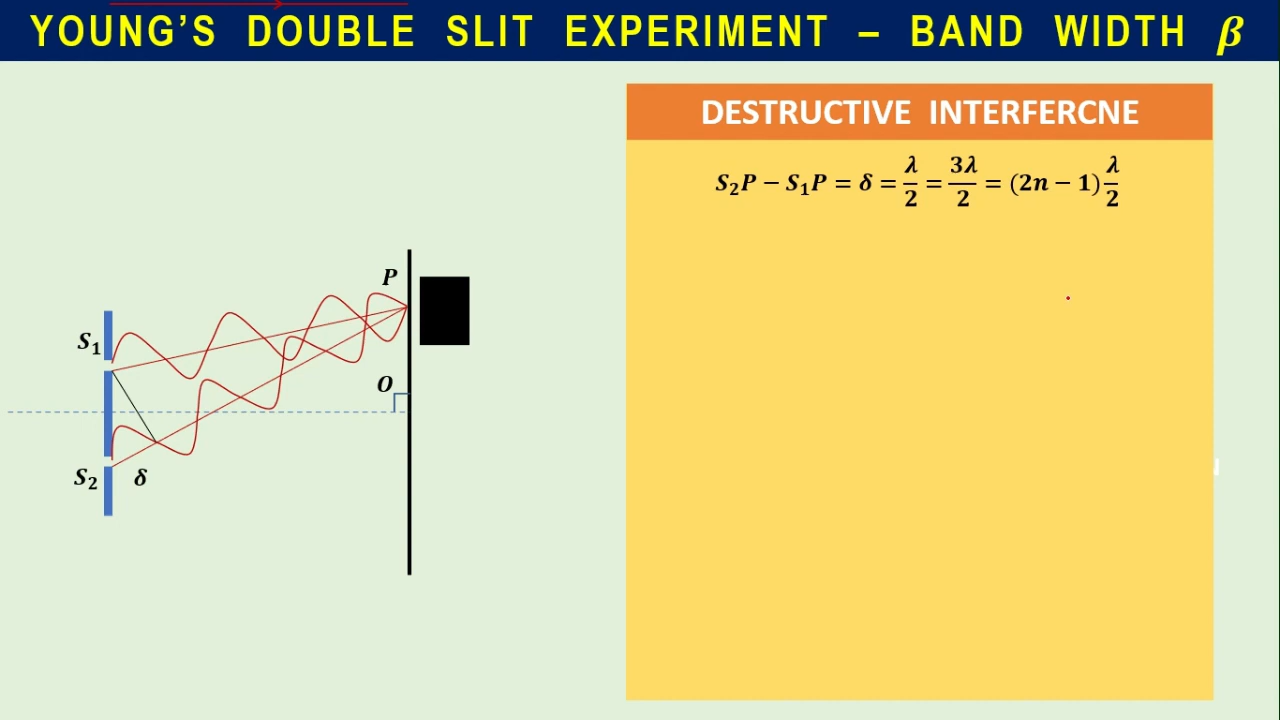 YOUNG'S DOUBLE SLIT EXPERIMENT – BAND WIDTH β
DESTRUCTIVE INTERFERCNE
S₂P − S₁P = δ = λ/2 = 3λ/2 = (2n − 1) λ/2
P
S₁
O
S₂ δ